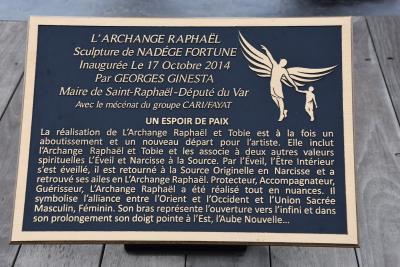 L'ARCHANGE RAPHAËL
Sculpture de NADÈGE FORTUNE
Inaugurée Le 17 Octobre 2014
Par GEORGES GINESTA
Maire de Saint-Raphaël-Député du Var
Avec le mécénat du groupe CARI/FAYAT
UN ESPOIR DE PAIX
La réalisation de L'Archange Raphaël et Tobie est à la fois un
aboutissement et un nouveau départ pour l'artiste. Elle inclut
l'Archange Raphaël et Tobie et les associe à deux autres valeurs
spirituelles L'Éveil et Narcisse à la Source. Par l'Éveil, l'Être Intérieur
s'est éveillé, il est retourné à la Source Originelle en Narcisse et a
retrouvé ses ailes en L'Archange Raphaël. Protecteur, Accompagnateur,
Guérisseur, L'Archange Raphaël a été réalisé tout en nuances. Il
symbolise l'alliance entre l'Orient et l'Occident et l'Union Sacrée
Masculin, Féminin. Son bras représente l'ouverture vers l'infini et dans
son prolongement son doigt pointe à l'Est, l'Aube Nouvelle...